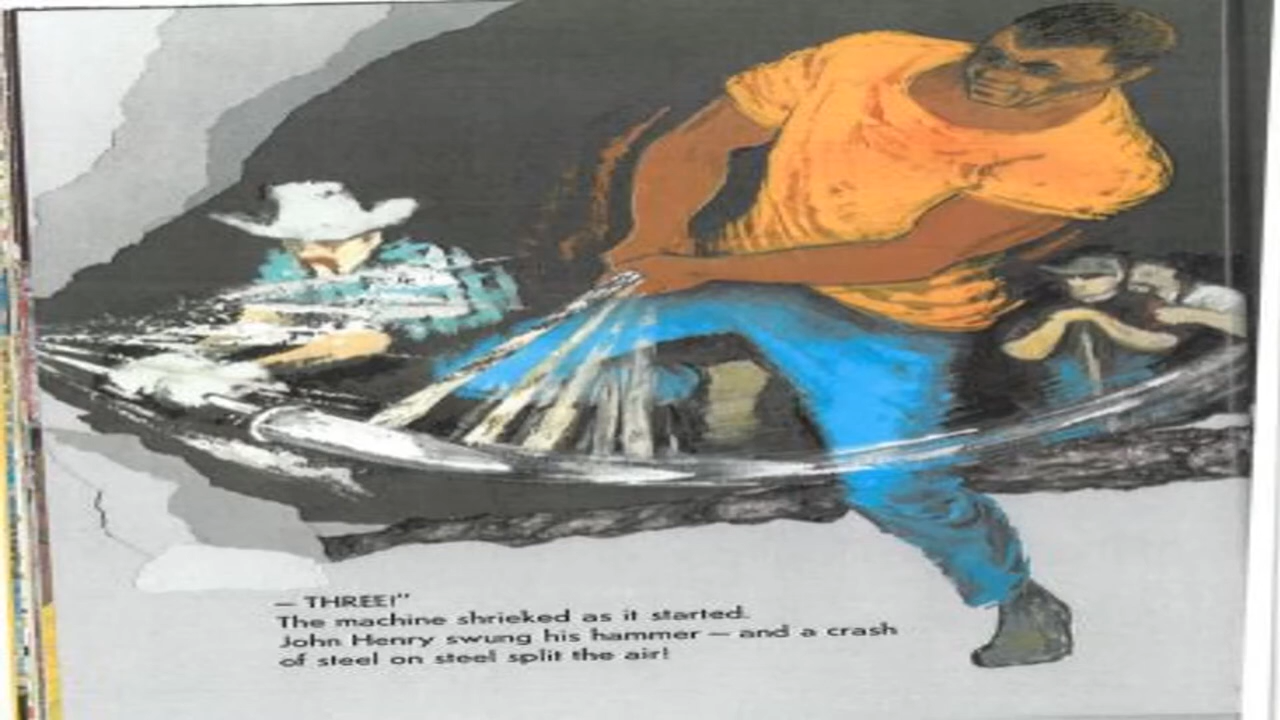 — THREE!"
The machine shrieked as it started.
John Henry swung his hammer — and a crash
of steel on steel split the air!